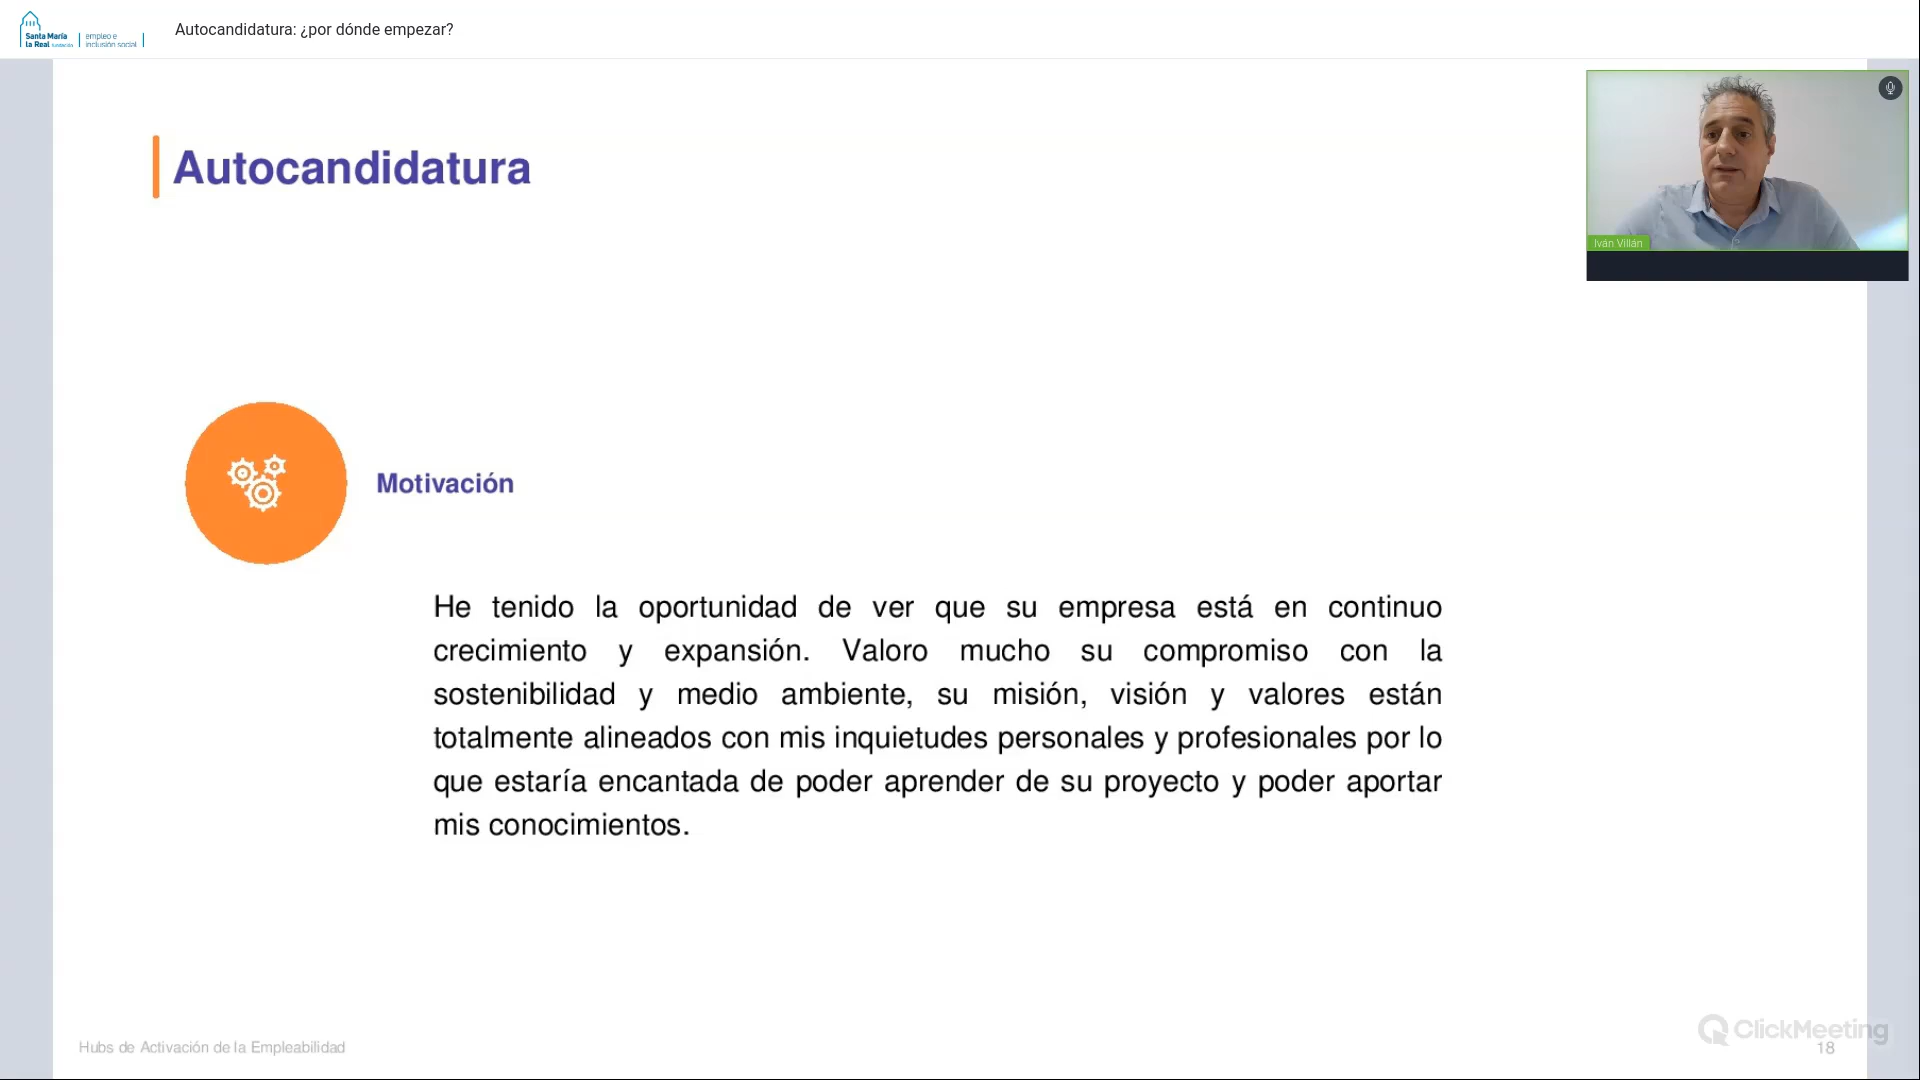 Santa María
la Real fundación
empleo e
inclusión social
Autocandidatura: ¿por dónde empezar?
Autocandidatura
Iván Villán
Motivación
He tenido la oportunidad de ver que su empresa está en continuo
crecimiento y expansión. Valoro mucho su compromiso con la
sostenibilidad y medio ambiente, su misión, visión y valores están
totalmente alineados con mis inquietudes personales y profesionales por lo
que estaría encantada de poder aprender de su proyecto y poder aportar
mis conocimientos.
Hubs de Activación de la Empleabilidad
ClickMeeting
18